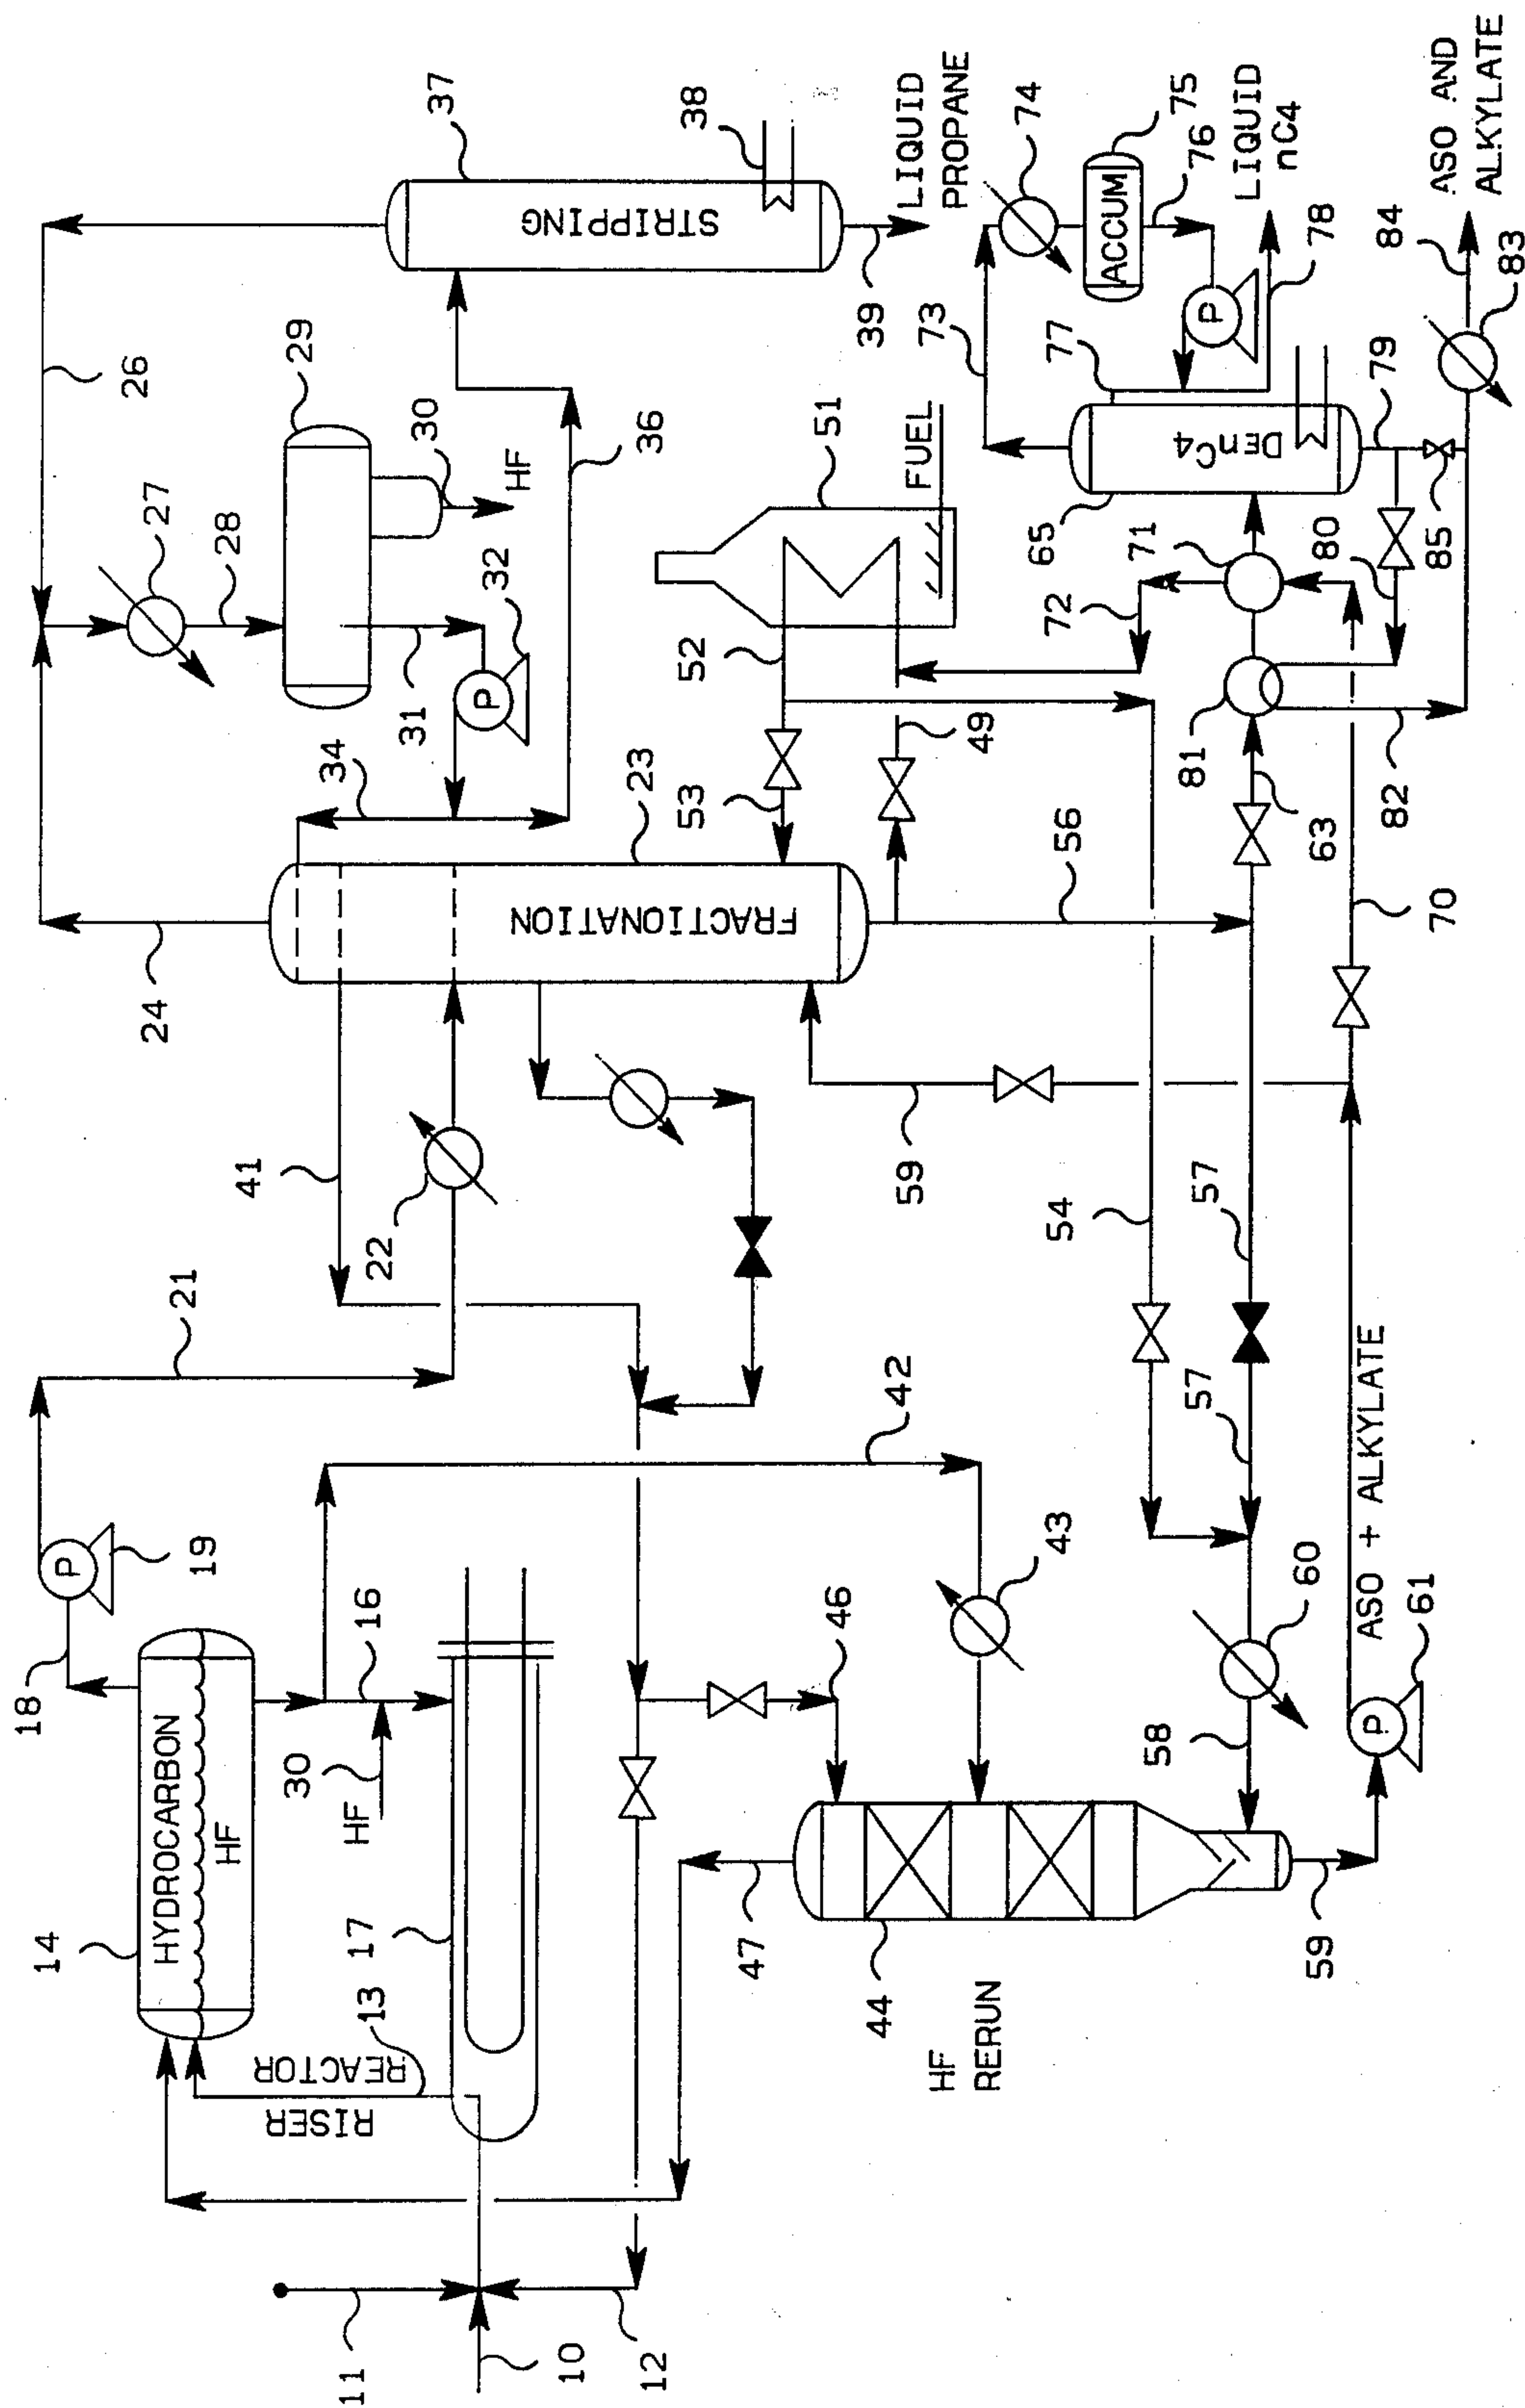 11
10
12
14
HYDROCARBON
HF
RISER
REACTOR
13
17
18
P
19
16
30
HF
21
22
41
42
43
46
47
44
HF
RERUN
24
FRACTIONATION
23
26
27
28
29
30
HF
31
P
32
34
36
STRIPPING
37
38
39
LIQUID
PROPANE
49
51
FUEL
52
53
54
56
57
57
58
59
59
60
P
61
ASO + ALKYLATE
63
65
70
71
72
DEnC4
73
74
ACCUM
75
76
P
77
78
LIQUID
nC4
79
80
81
82
83
84
85
ASO AND
ALKYLATE